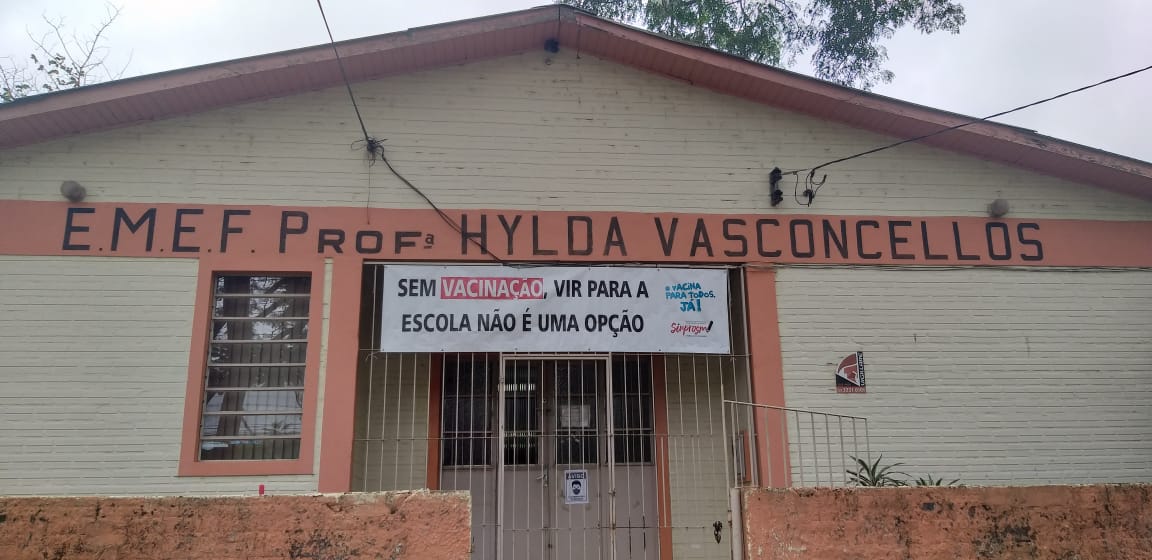 E.M.E.F. PROFª HYLDA VASCONCELLOS
SEM VACINAÇÃO, VIR PARA A
ESCOLA NÃO É UMA OPÇÃO
VACINA
PARA TODOS,
JÁ!
Sinprosm!